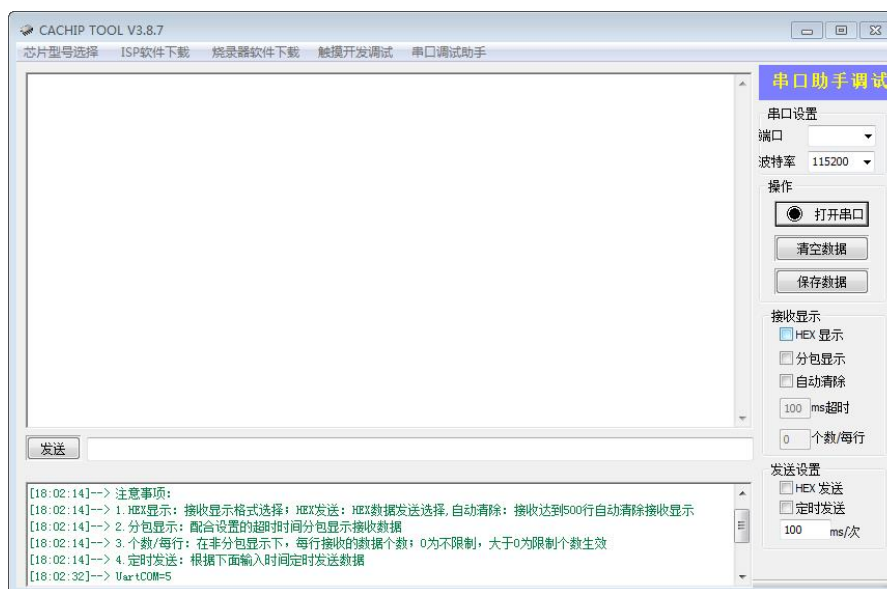 CACHIP TOOL V3.8.7
芯片型号选择 ISP软件下载 烧录器软件下载 触摸开发调试 串口调试助手
串口助手调试
串口设置
端口
波特率 115200
操作
打开串口
清空数据
保存数据
接收显示
HEX 显示
分包显示
自动清除
100 ms超时
0 个数/每行
发送
发送设置
HEX 发送
定时发送
100 ms/次
[18:02:14]--> 注意事项:
[18:02:14]--> 1.HEX显示: 接收显示格式选择; HEX发送: HEX数据发送选择,自动清除: 接收达到500行自动清除接收显示
[18:02:14]--> 2.分包显示: 配合设置的超时时间分包显示接收数据
[18:02:14]--> 3.个数/每行: 在非分包显示下, 每行接收的数据个数; 0为不限制, 大于0为限制个数生效
[18:02:14]--> 4.定时发送: 根据下面输入时间定时发送数据
[18:02:32]--> UartCOM=5